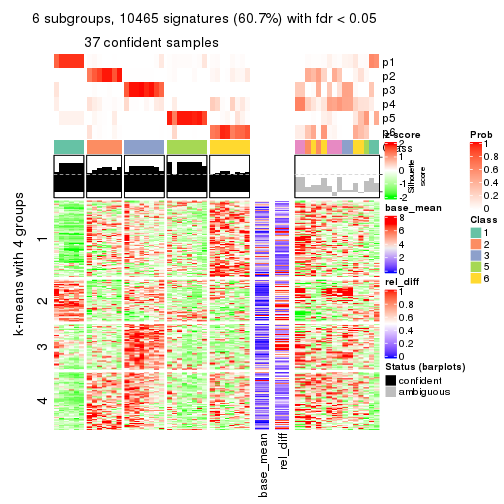 6 subgroups, 10465 signatures (60.7%) with fdr < 0.05
37 confident samples
p1
p2
p3
p4
p5
p6
Class
z-score
2
1
0
-1
-2
Silhouette
score
Prob
1
0.8
0.6
0.4
0.2
0
base_mean
8
6
4
2
0
Class
1
2
3
5
6
rel_diff
1
0.8
0.6
0.4
0.2
0
Status (barplots)
confident
ambiguous
k-means with 4 groups
1
2
3
4
base_mean
rel_diff